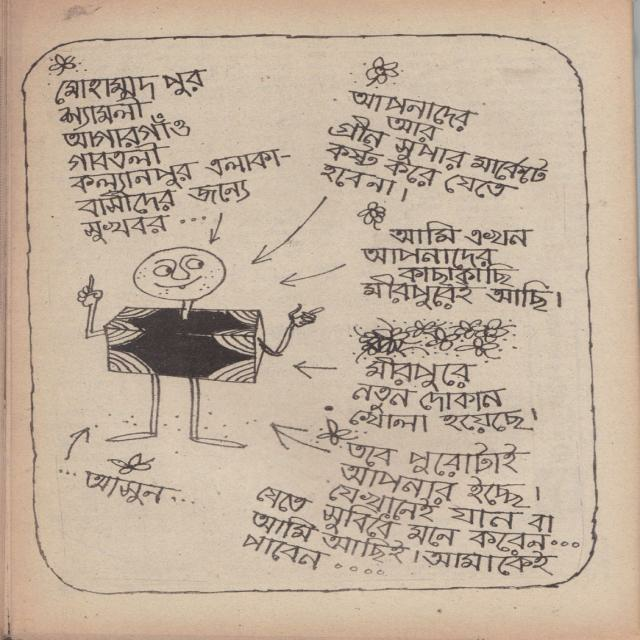 মোহাম্মদ পুর
শ্যামলী
আগারগাঁও
গাবতলী
কল্যানপুর এলাকা-
বাসীদের জন্যে
সুখবর ...
আপনাদের
আর
গ্রীন সুপার মার্কেটে
কষ্ট করে যেতে
হবেনা।
আমি এখন
আপনাদের
কাছাকাছি
মীরপুরেই আছি।
মীরপুরে
নতুন দোকান
খোলা হয়েছে।
তবে পুরোটাই
আপনার ইচ্ছে।
যেখানেই যান বা
যেতে সুবিধে মনে করেন...
আমি আছিই। আমাকেই
পাবেন ....
.. আসুন...